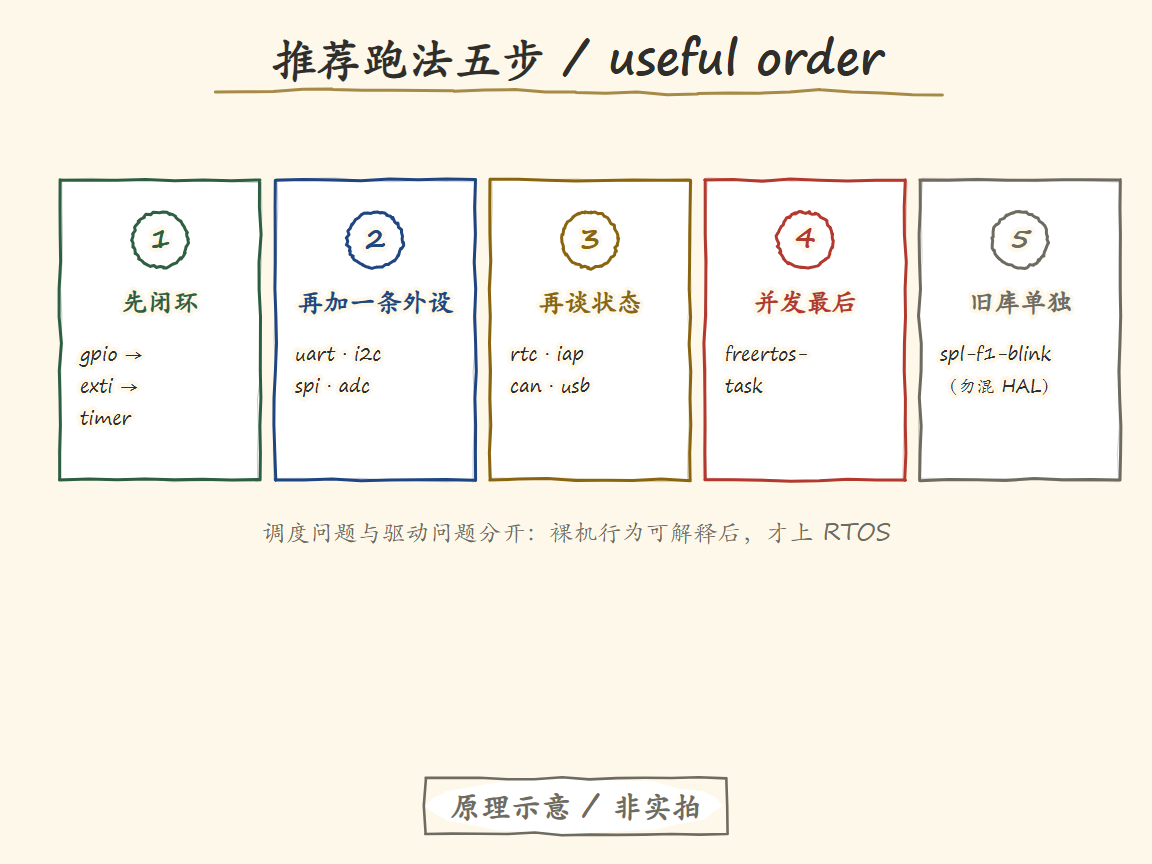 推荐跑法五步 / useful order
1
先闭环
gpio →
exti →
timer
2
再加一条外设
uart · i2c
spi · adc
3
再谈状态
rtc · iap
can · usb
4
并发最后
freertos-
task
5
旧库单独
spl-f1-blink
（勿混 HAL）
调度问题与驱动问题分开：裸机行为可解释后，才上 RTOS
原理示意 / 非实拍